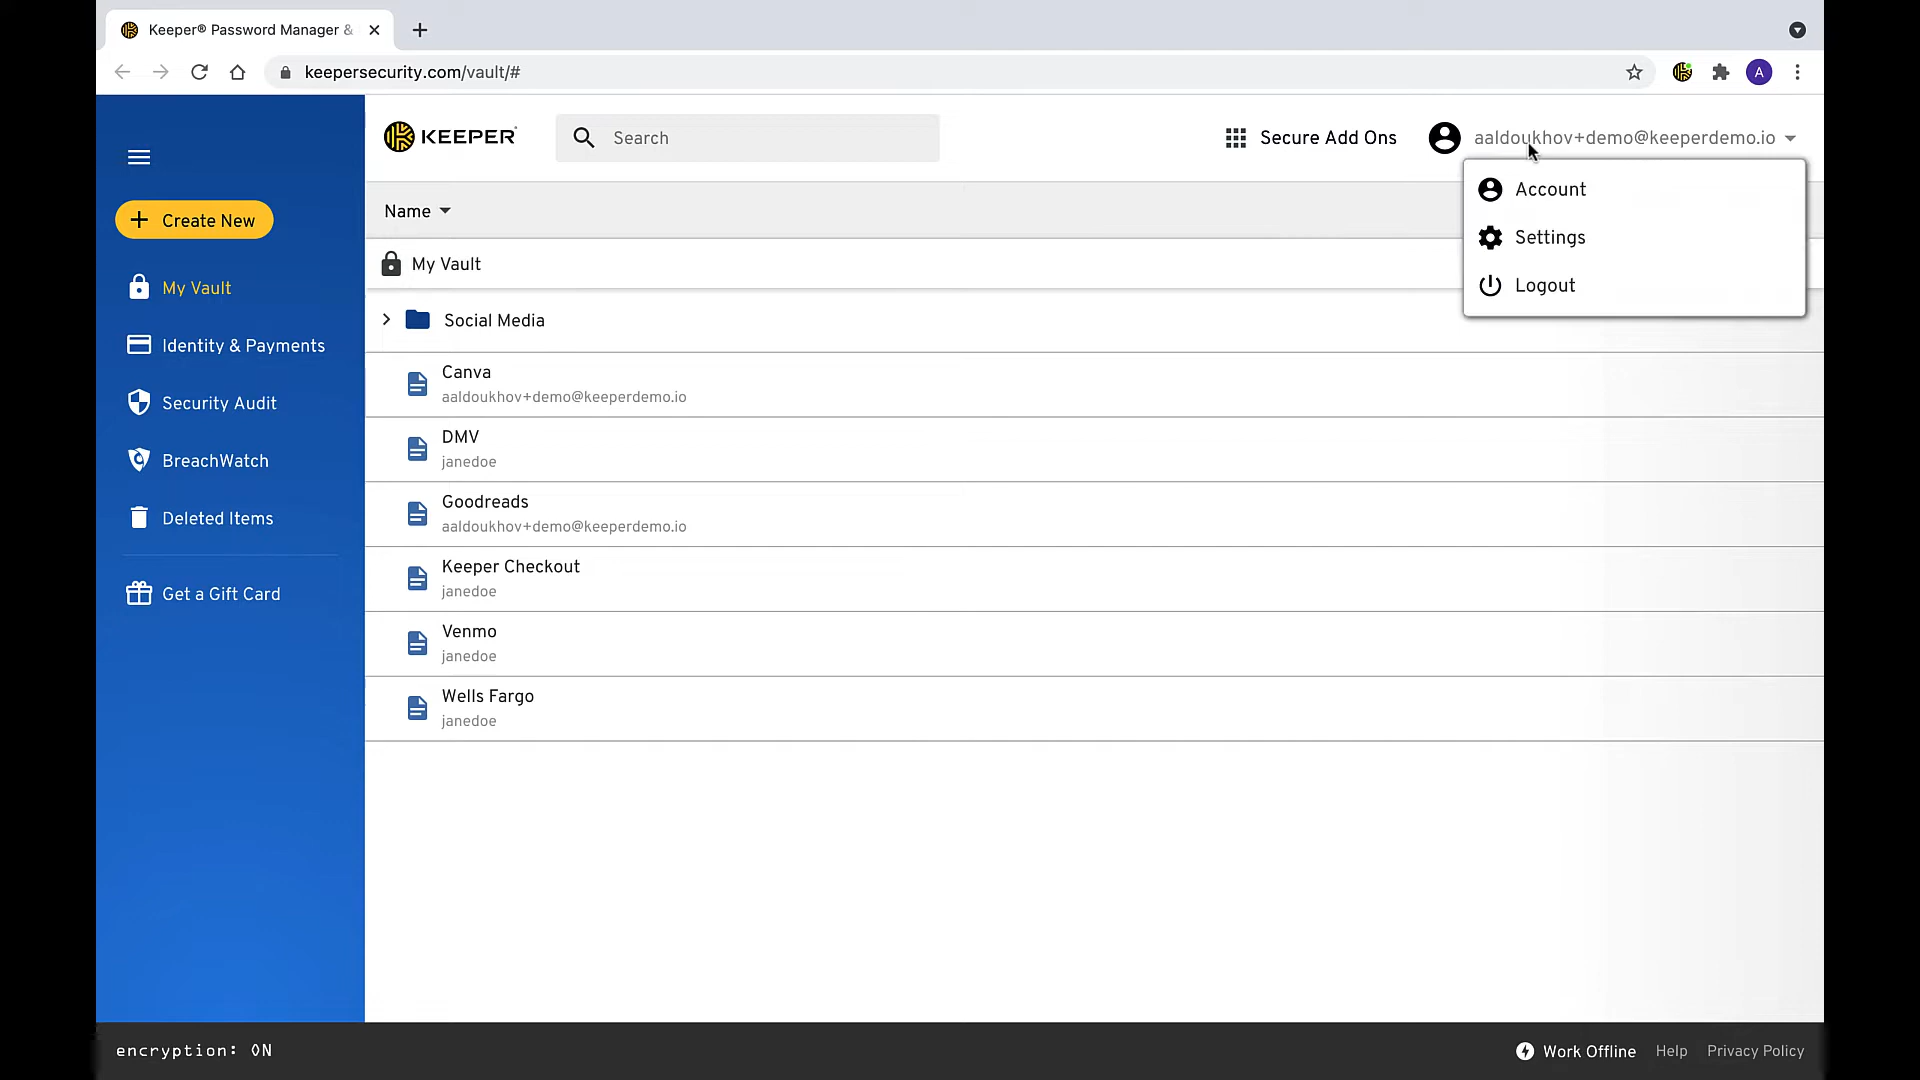 Keeper® Password Manager &
keepersecurity.com/vault/#
A
KEEPER
Search
Secure Add Ons
aaldoukhov+demo@keeperdemo.io
Account
Settings
Logout
Create New
My Vault
Identity & Payments
Security Audit
BreachWatch
Deleted Items
Get a Gift Card
Name
My Vault
Social Media
Canva
aaldoukhov+demo@keeperdemo.io
DMV
janedoe
Goodreads
aaldoukhov+demo@keeperdemo.io
Keeper Checkout
janedoe
Venmo
janedoe
Wells Fargo
janedoe
encryption: ON
Work Offline
Help
Privacy Policy